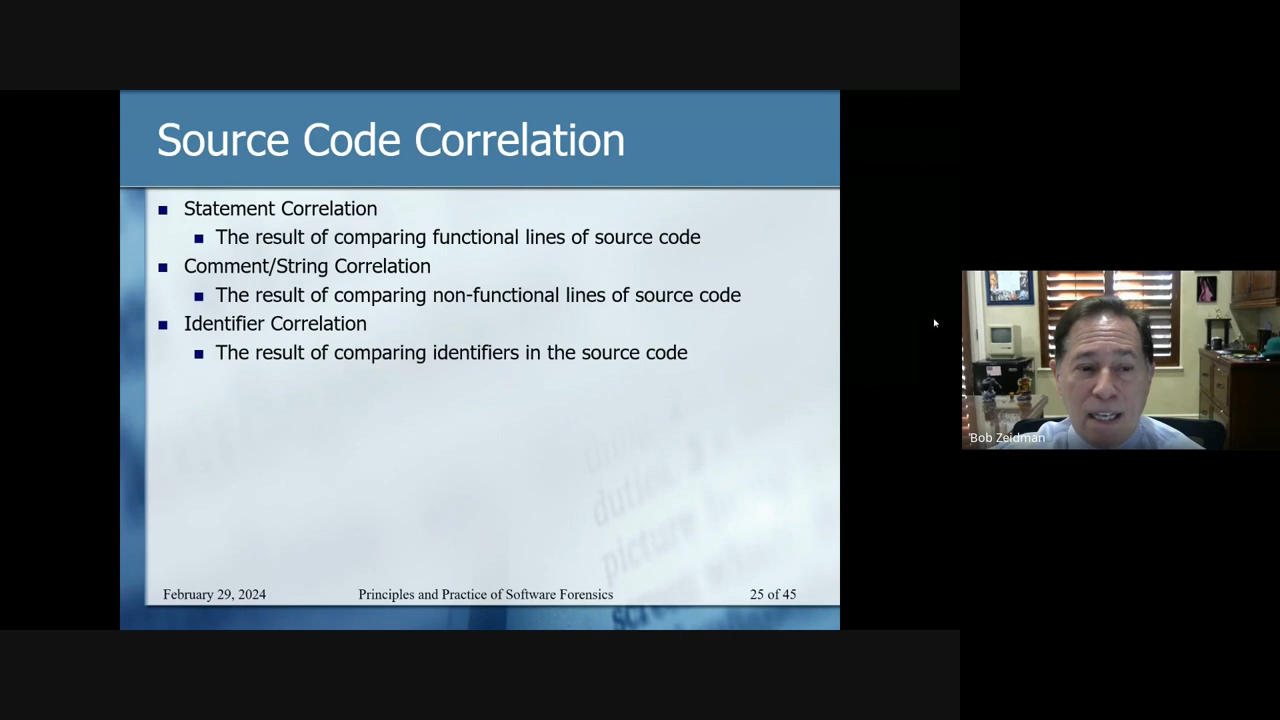 Source Code Correlation
Statement Correlation
The result of comparing functional lines of source code
Comment/String Correlation
The result of comparing non-functional lines of source code
Identifier Correlation
The result of comparing identifiers in the source code
February 29, 2024 Principles and Practice of Software Forensics 25 of 45
Bob Zeidman